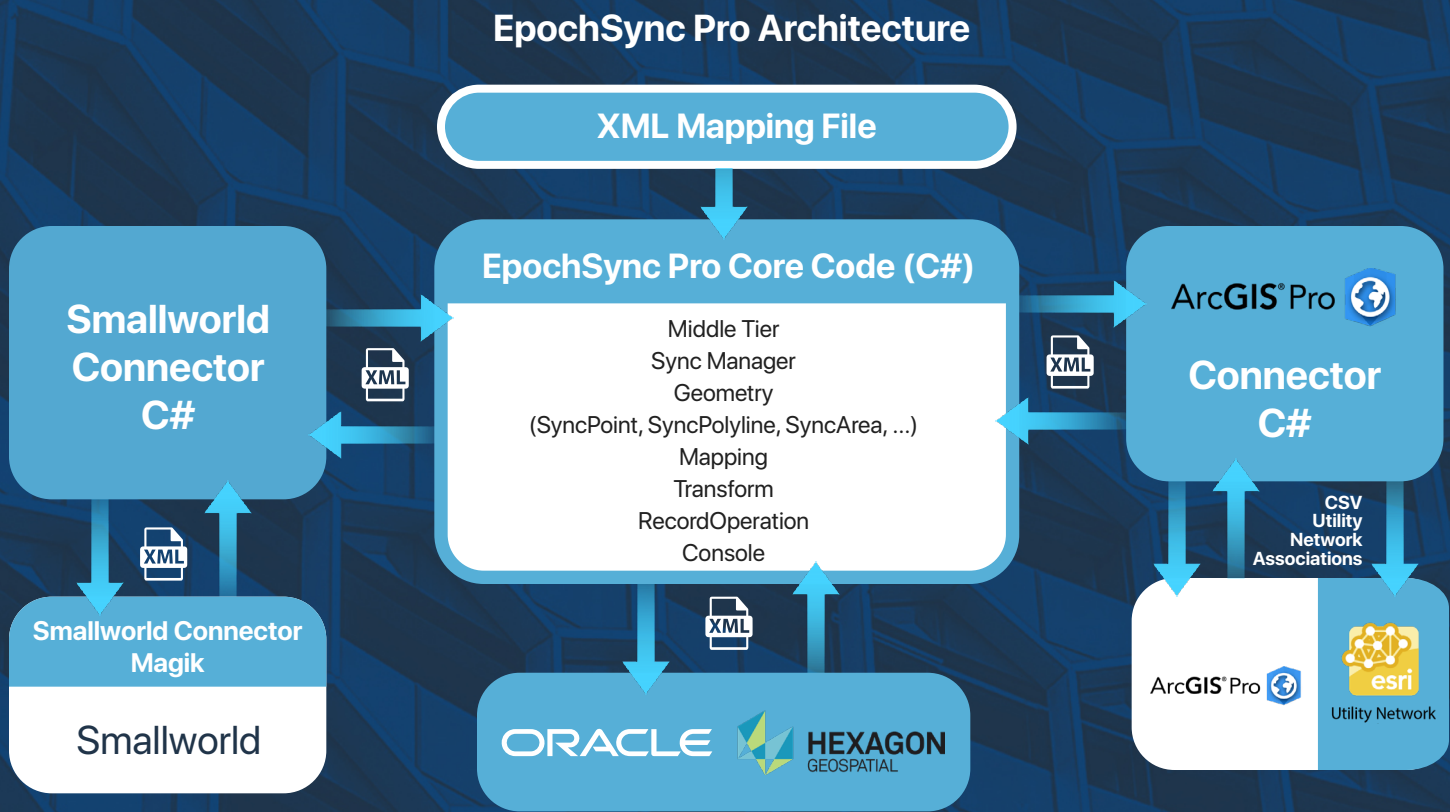 EpochSync Pro Architecture
XML Mapping File
EpochSync Pro Core Code (C#)
Middle Tier
Sync Manager
Geometry
(SyncPoint, SyncPolyline, SyncArea, ...)
Mapping
Transform
RecordOperation
Console
Smallworld
Connector
C#
XML
XML
ArcGIS® Pro
Connector
C#
XML
Smallworld Connector
Magik
Smallworld
XML
ORACLE
HEXAGON
GEOSPATIAL
CSV
Utility
Network
Associations
ArcGIS® Pro
esri
Utility Network